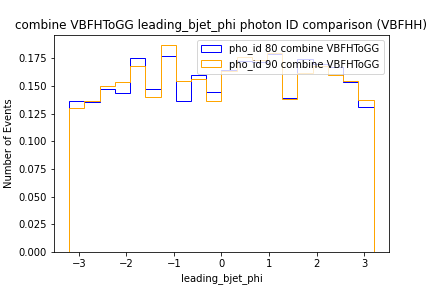 combine VBFHToGG leading_bjet_phi photon ID comparison (VBFHH)
pho_id 80 combine VBFHToGG
pho_id 90 combine VBFHToGG
Number of Events
0.175
0.150
0.125
0.100
0.075
0.050
0.025
0.000
−3 −2 −1 0 1 2 3
leading_bjet_phi